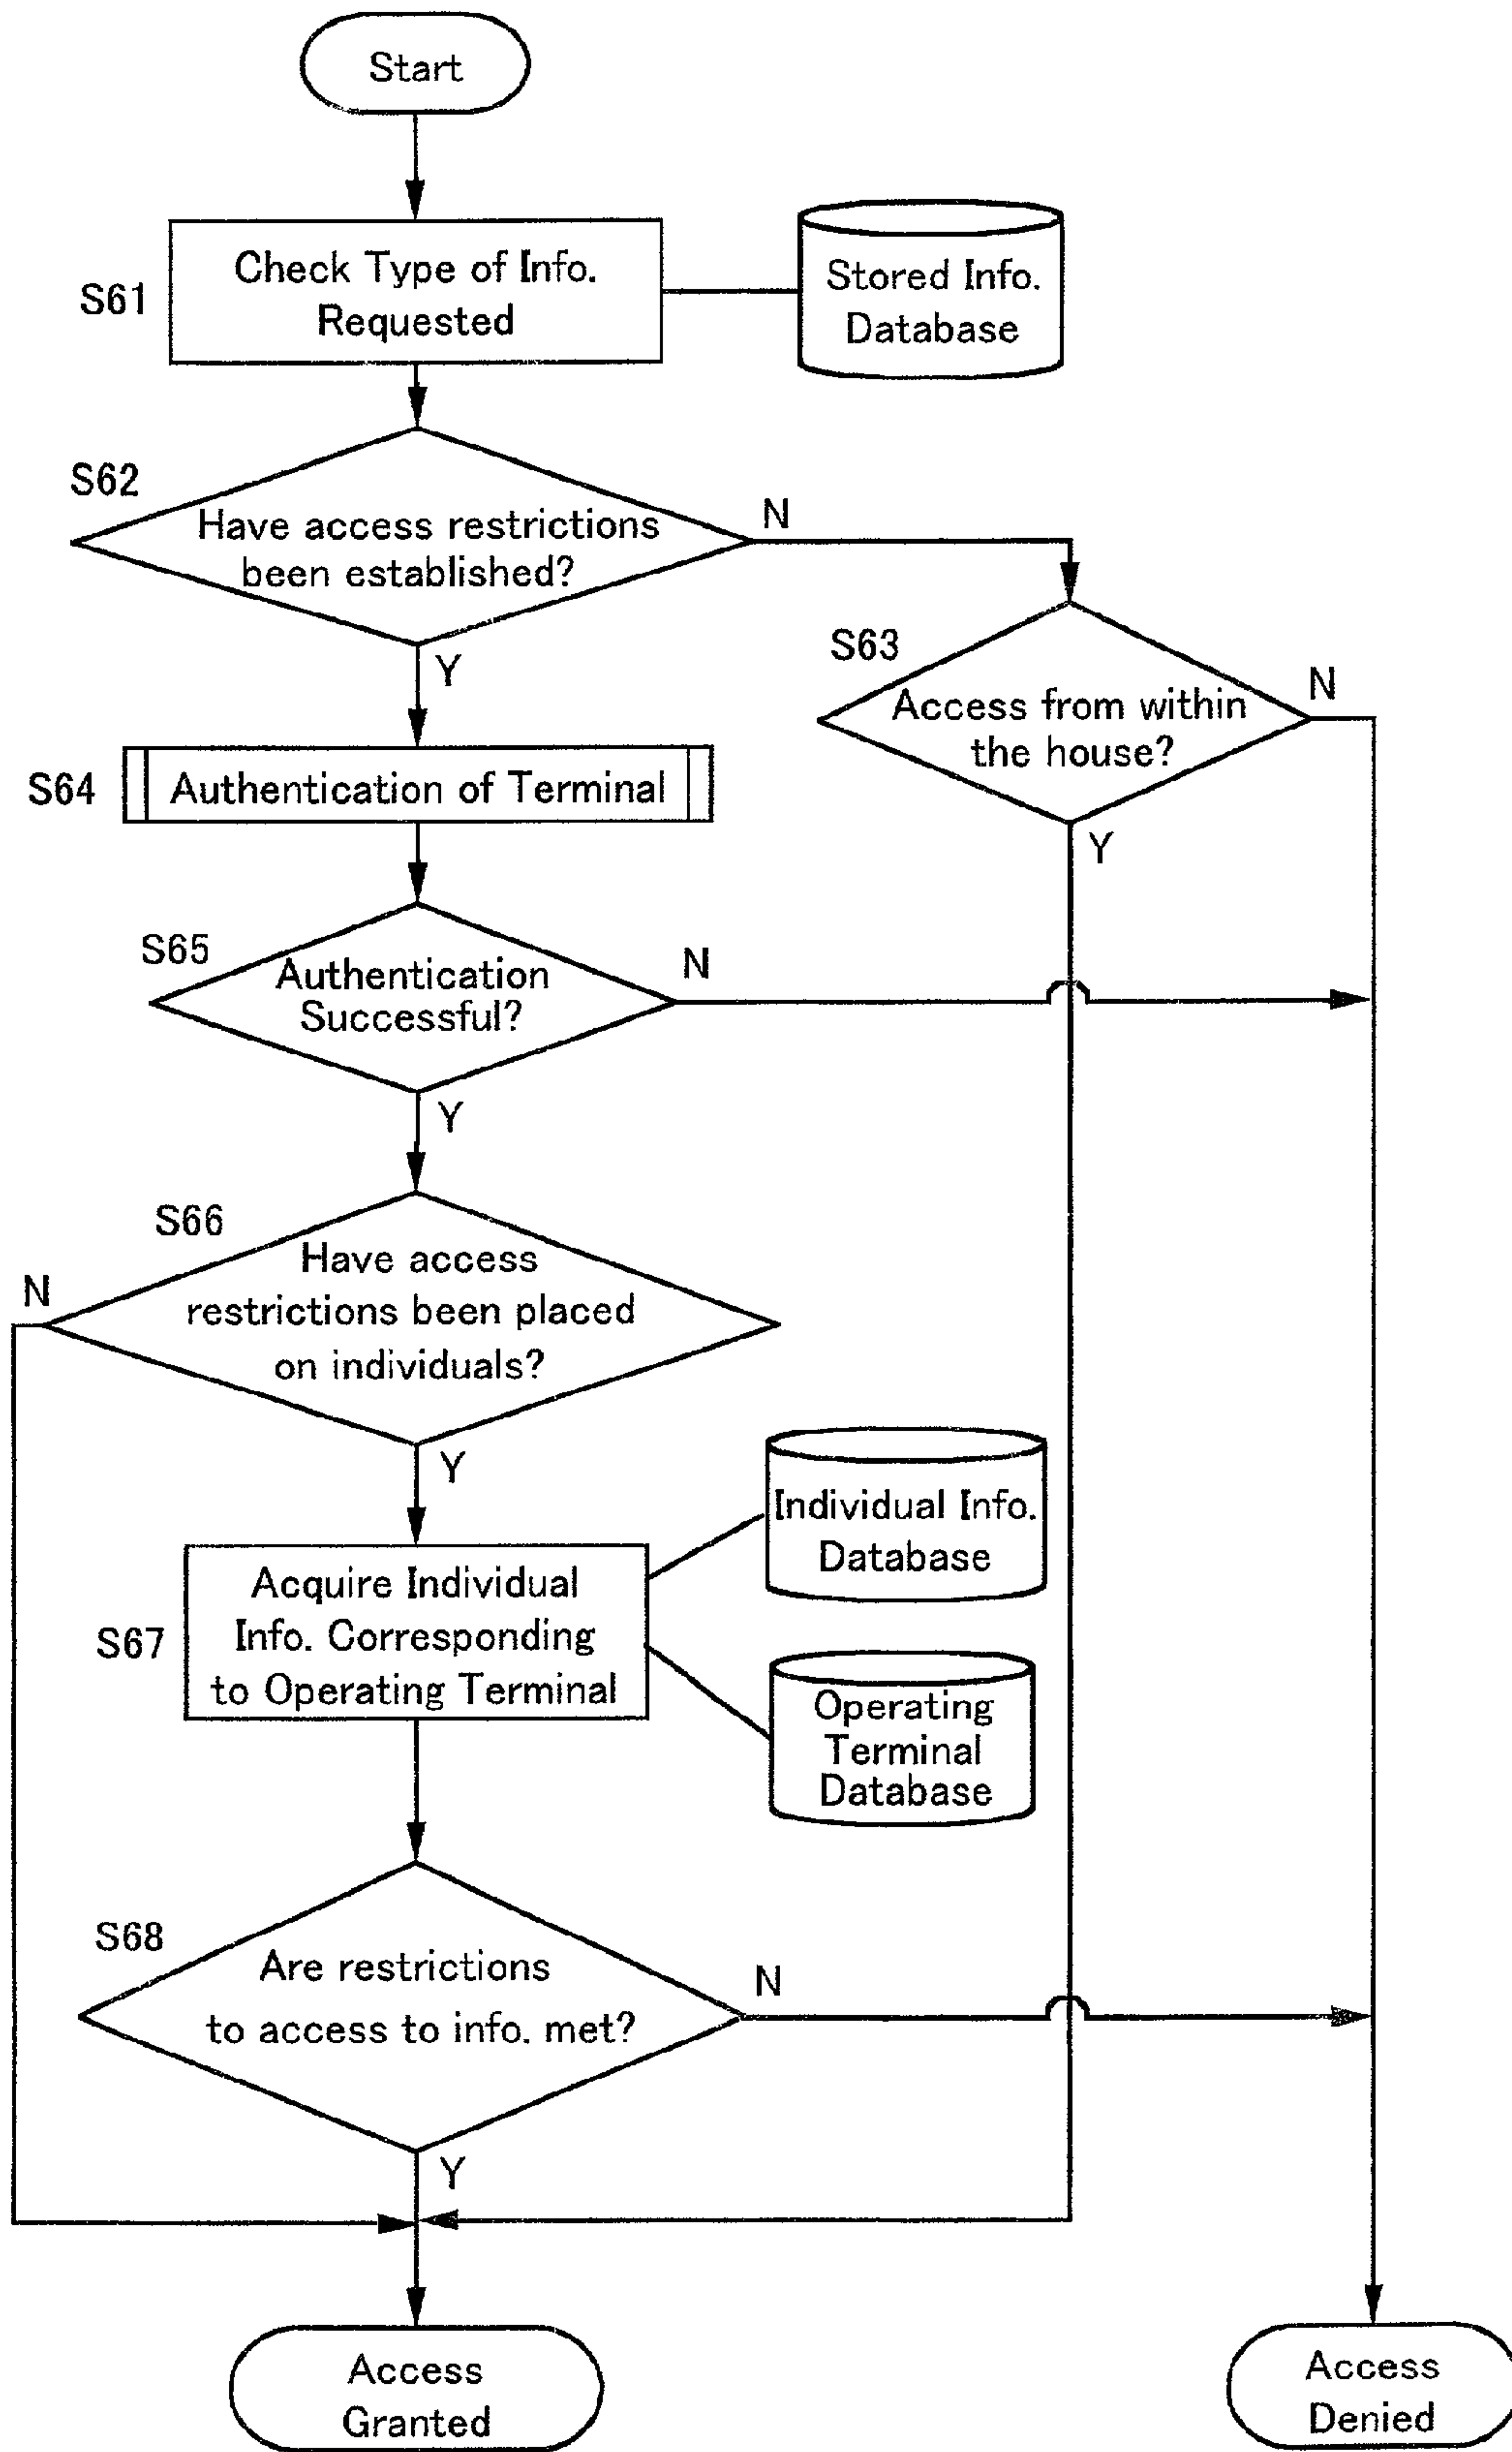 Start
S61
Check Type of Info.
Requested
Stored Info.
Database
S62
Have access restrictions
been established?
N
Y
S63
Access from within
the house?
N
Y
S64
Authentication of Terminal
S65
Authentication
Successful?
N
Y
S66
Have access
restrictions been placed
on individuals?
N
Y
S67
Acquire Individual
Info. Corresponding
to Operating Terminal
Individual Info.
Database
Operating
Terminal
Database
S68
Are restrictions
to access to info. met?
N
Y
Access
Granted
Access
Denied